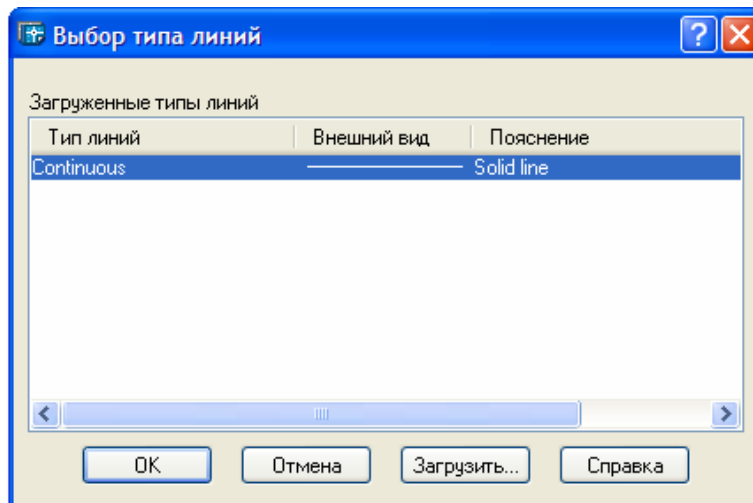 Выбор типа линий
Загруженные типы линий
Тип линий Внешний вид Пояснение
Continuous Solid line
OK Отмена Загрузить... Справка